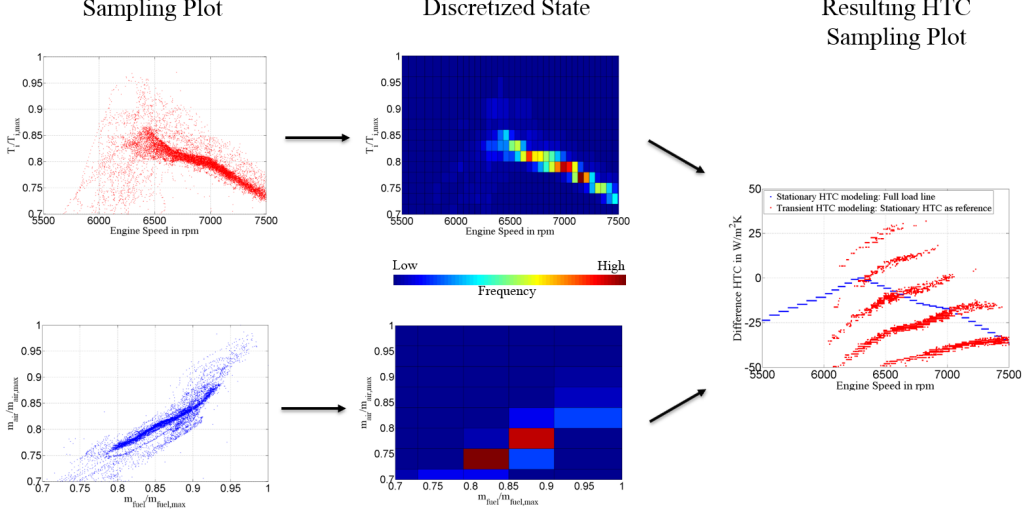 Sampling Plot
Discretized State
Resulting HTC
Sampling Plot
1
0.95
0.9
0.85
0.8
0.75
0.7
T_i/T_i,max
5500 6000 6500 7000 7500
Engine Speed in rpm
1
0.95
0.9
0.85
0.8
0.75
0.7
T_i/T_i,max
5500 6000 6500 7000 7500
Engine Speed in rpm
Low High
Frequency
1
0.95
0.9
0.85
0.8
0.75
0.7
m_air/m_air,max
0.7 0.75 0.8 0.85 0.9 0.95 1
m_fuel/m_fuel,max
1
0.95
0.9
0.85
0.8
0.75
0.7
m_air/m_air,max
0.7 0.75 0.8 0.85 0.9 0.95 1
m_fuel/m_fuel,max
50
25
0
-25
-50
Difference HTC in W/m²K
Stationary HTC modeling: Full load line
Transient HTC modeling: Stationary HTC as reference
5500 6000 6500 7000 7500
Engine Speed in rpm